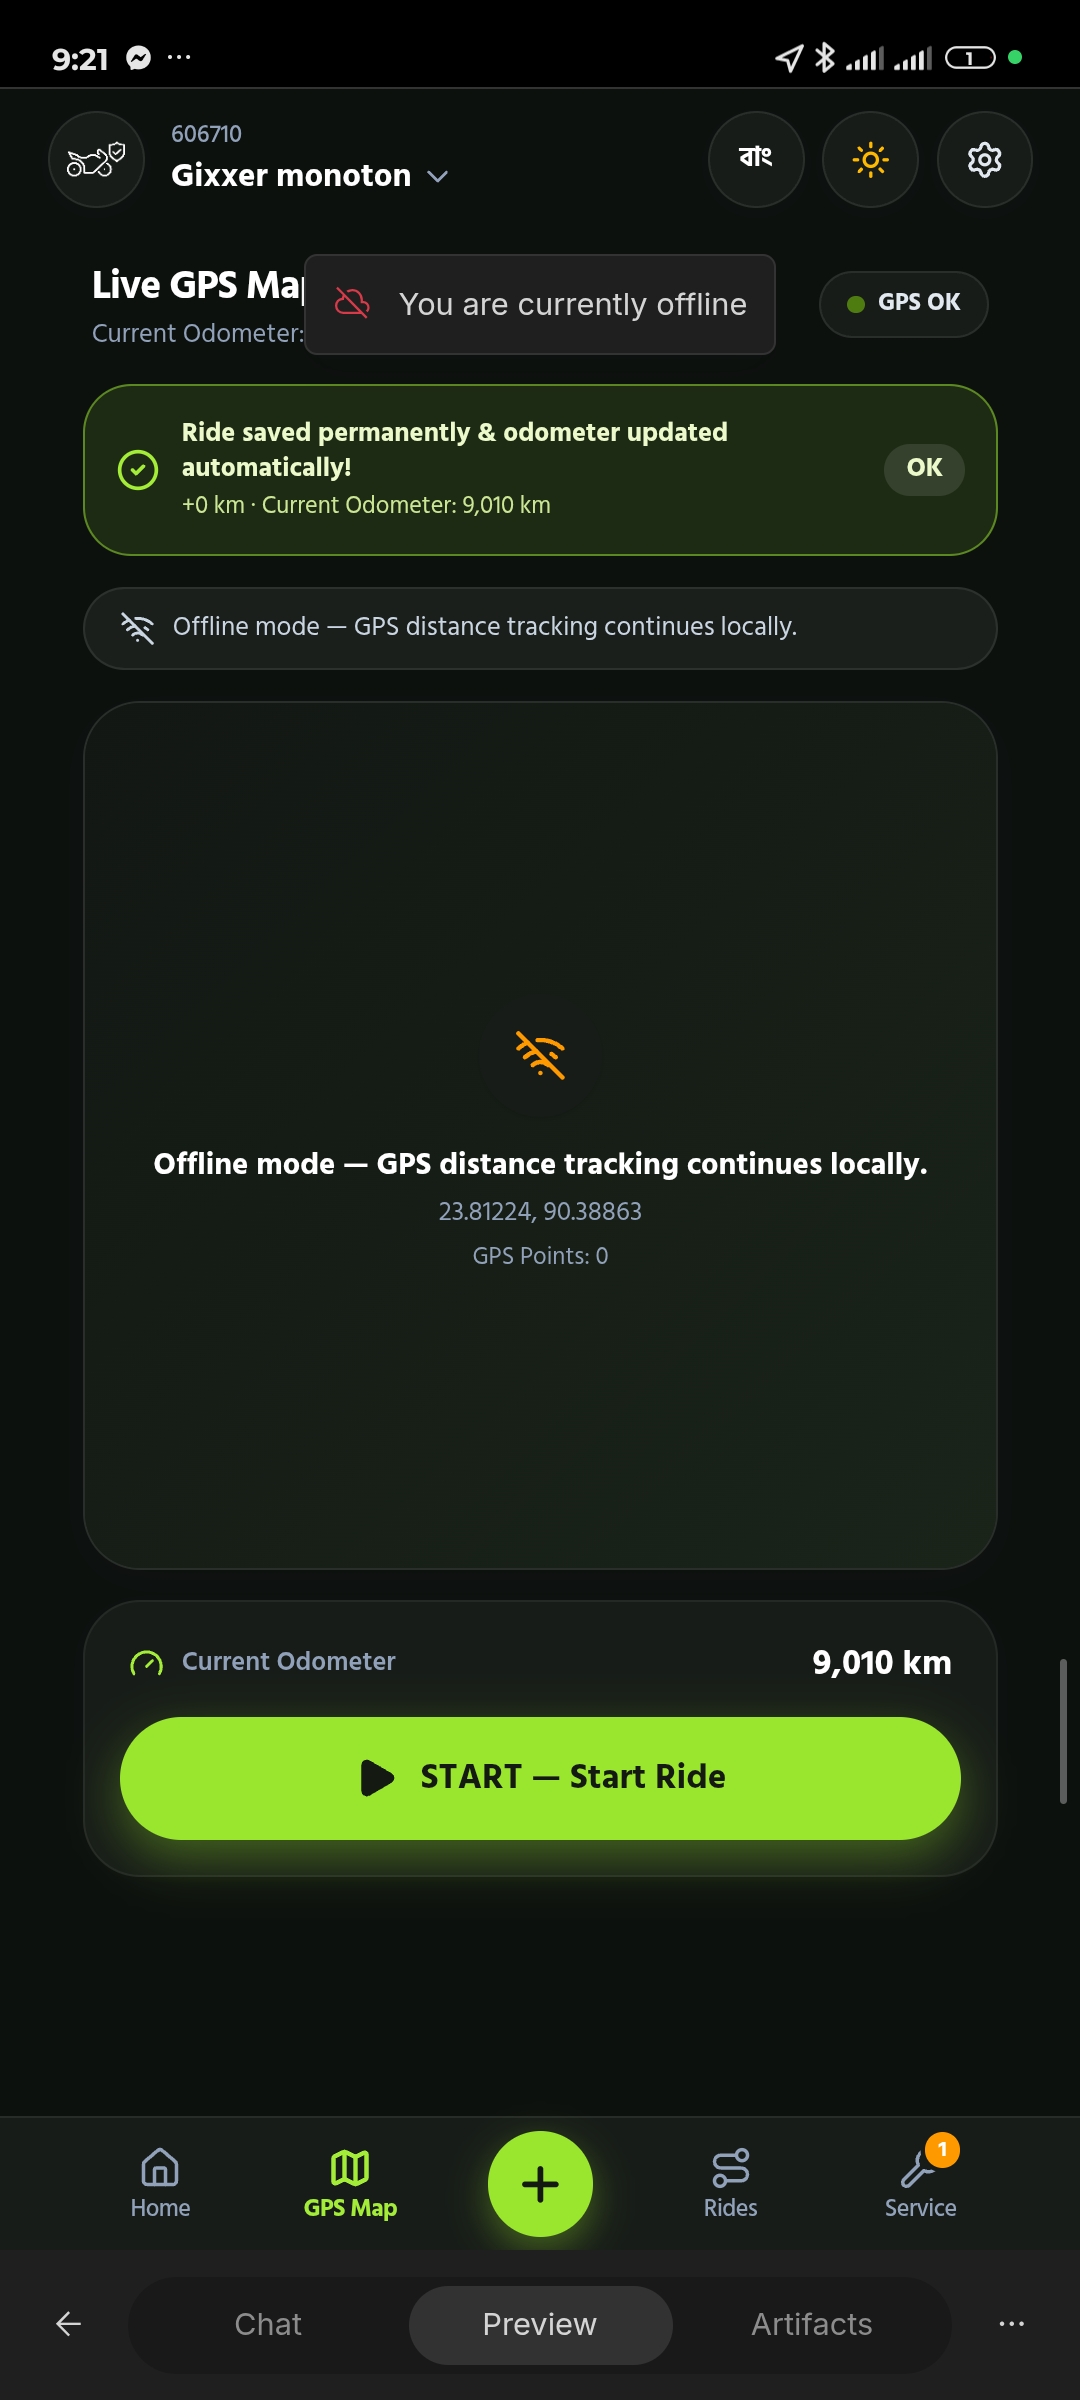 9:21
1
606710
Gixxer monoton
বাং
Live GPS Map
You are currently offline
GPS OK
Current Odometer:
Ride saved permanently & odometer updated
automatically!
OK
+0 km · Current Odometer: 9,010 km
Offline mode — GPS distance tracking continues locally.
Offline mode — GPS distance tracking continues locally.
23.81224, 90.38863
GPS Points: 0
Current Odometer
9,010 km
START — Start Ride
1
Home
GPS Map
Rides
Service
Chat
Preview
Artifacts